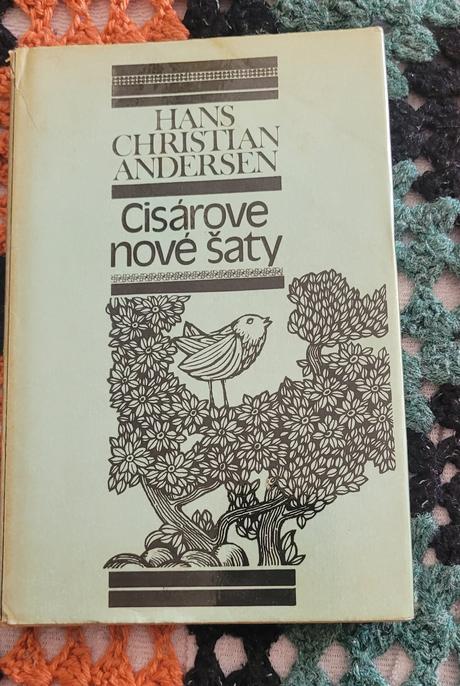 HANS
CHRISTIAN
ANDERSEN
Cisárove
nové šaty